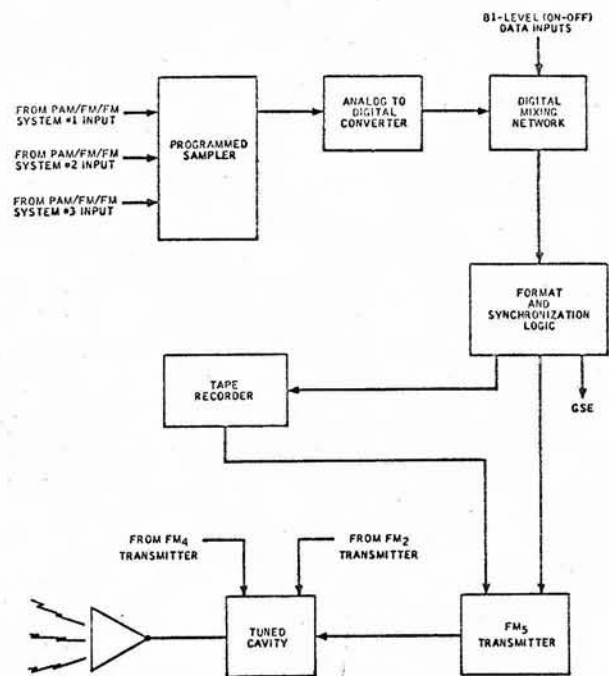 BI-LEVEL (ON-OFF)
DATA INPUTS
FROM PAM/FM/FM
SYSTEM #1 INPUT
FROM PAM/FM/FM
SYSTEM #2 INPUT
FROM PAM/FM/FM
SYSTEM #3 INPUT
PROGRAMMED
SAMPLER
ANALOG TO
DIGITAL
CONVERTER
DIGITAL
MIXING
NETWORK
FORMAT
AND
SYNCHRONIZATION
LOGIC
TAPE
RECORDER
GSE
FROM FM4
TRANSMITTER
FROM FM2
TRANSMITTER
TUNED
CAVITY
FM5
TRANSMITTER